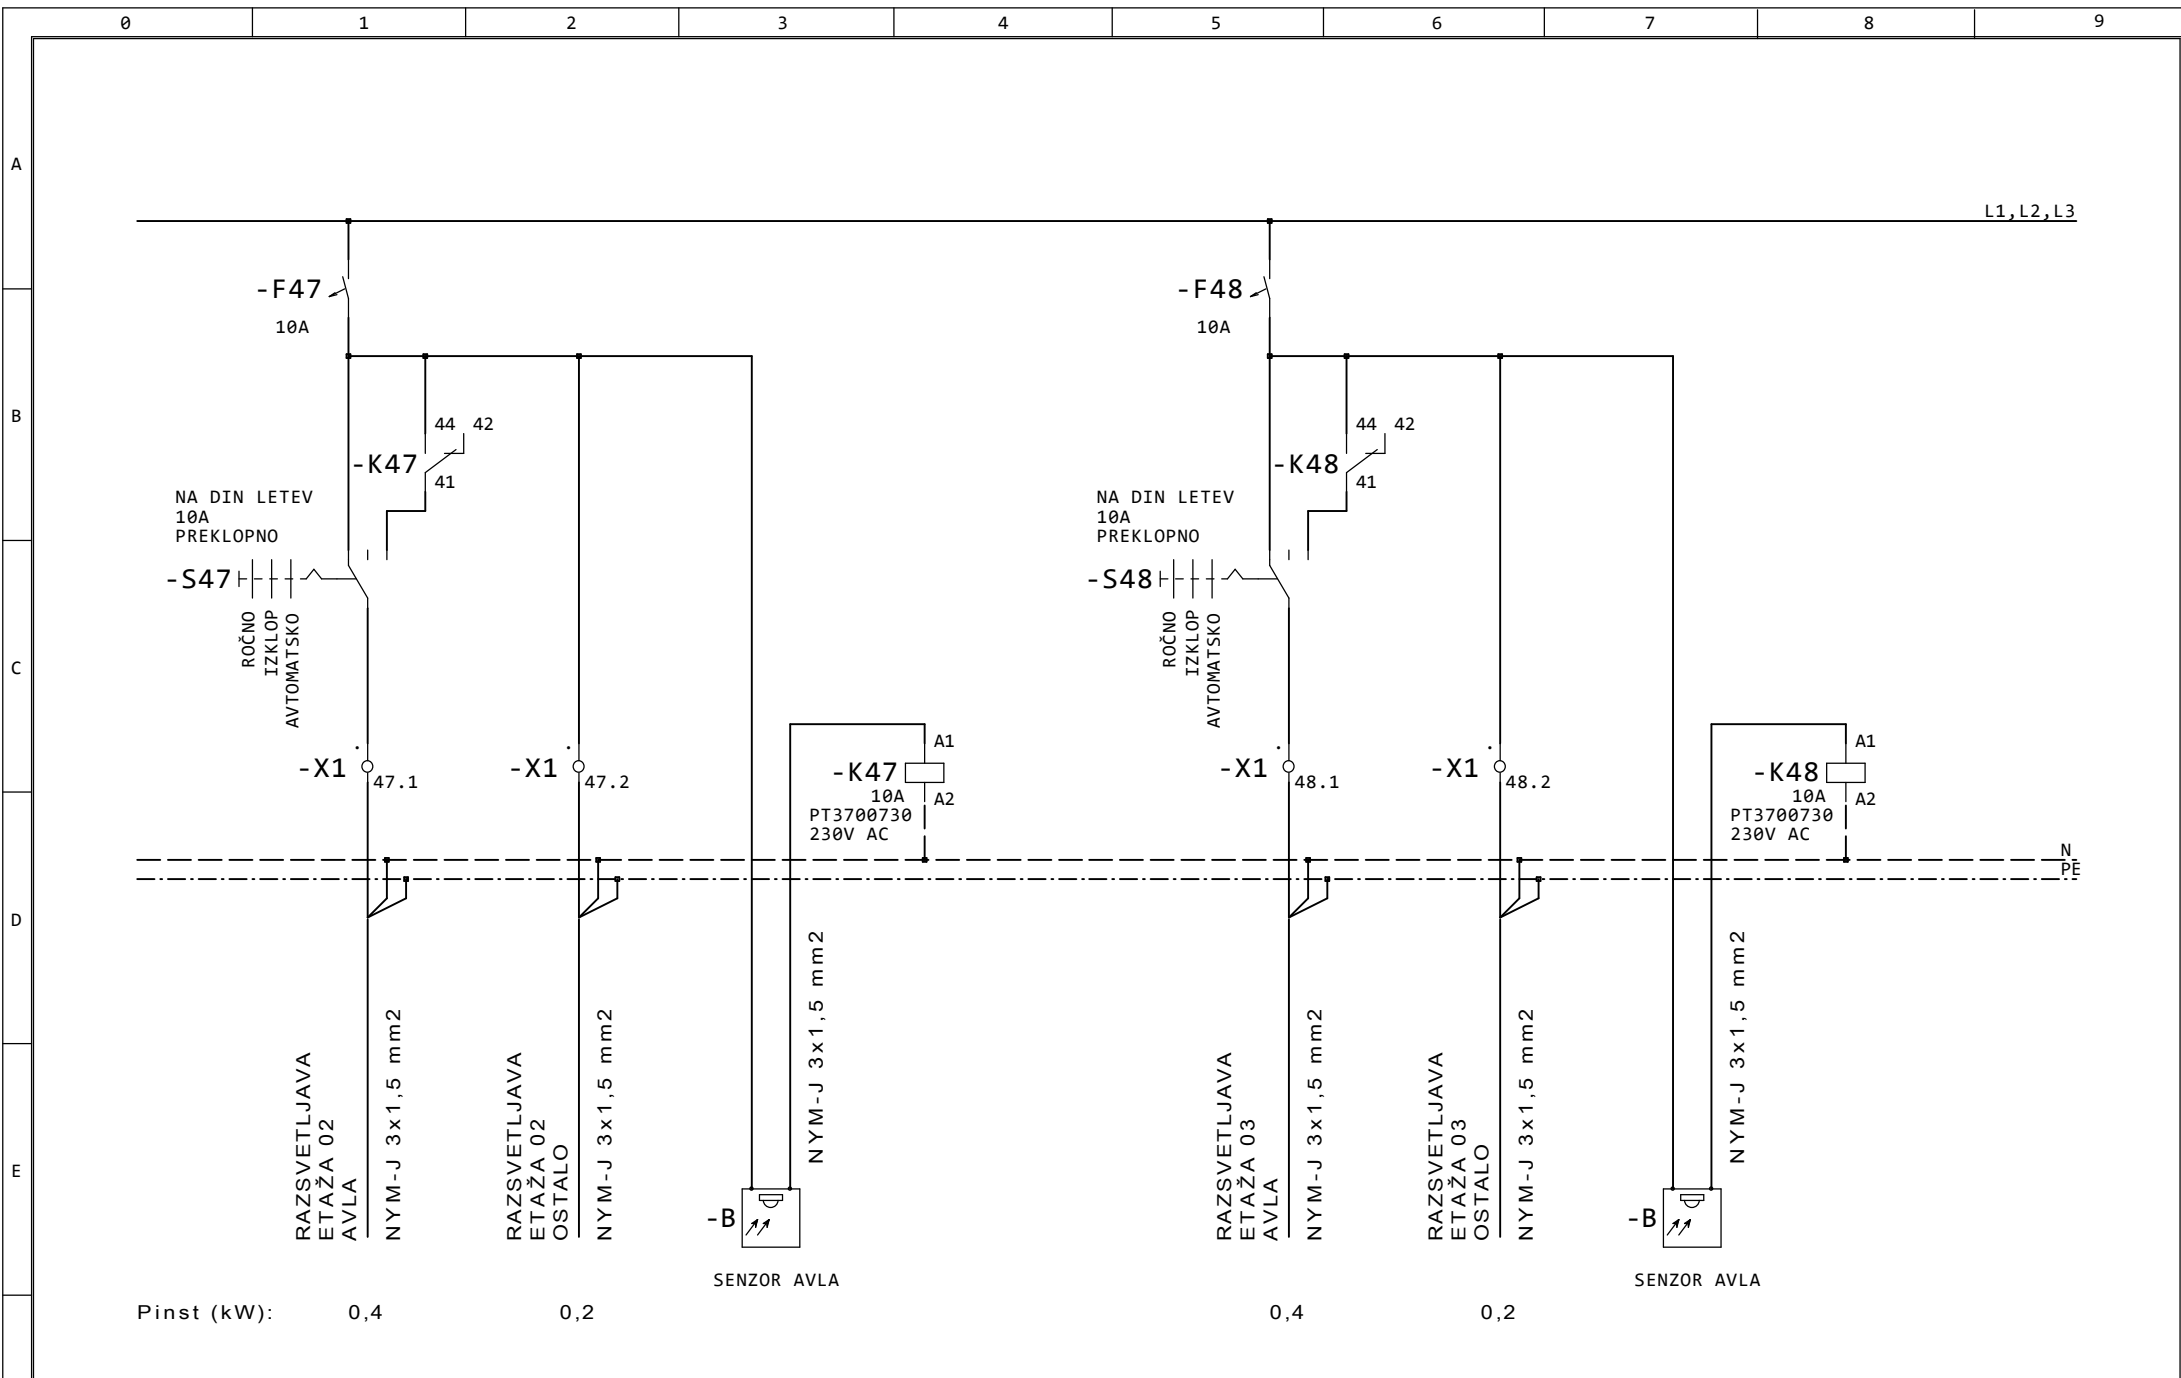 0 1 2 3 4 5 6 7 8 9
A
L1,L2,L3
-F47
10A
-F48
10A
B
44 42
-K47
41
44 42
-K48
41
NA DIN LETEV
10A
PREKLOPNO
-S47
ROČNO
IZKLOP
AVTOMATSKO
NA DIN LETEV
10A
PREKLOPNO
-S48
ROČNO
IZKLOP
AVTOMATSKO
C
-X1
47.1
-X1
47.2
A1
-K47
10A
A2
PT3700730
230V AC
-X1
48.1
-X1
48.2
A1
-K48
10A
A2
PT3700730
230V AC
N
PE
D
RAZSVETLJAVA
ETAŽA 02
AVLA
NYM-J 3x1,5 mm2
RAZSVETLJAVA
ETAŽA 02
OSTALO
NYM-J 3x1,5 mm2
NYM-J 3x1,5 mm2
-B
SENZOR AVLA
RAZSVETLJAVA
ETAŽA 03
AVLA
NYM-J 3x1,5 mm2
RAZSVETLJAVA
ETAŽA 03
OSTALO
NYM-J 3x1,5 mm2
NYM-J 3x1,5 mm2
-B
SENZOR AVLA
E
Pinst (kW): 0,4 0,2 0,4 0,2